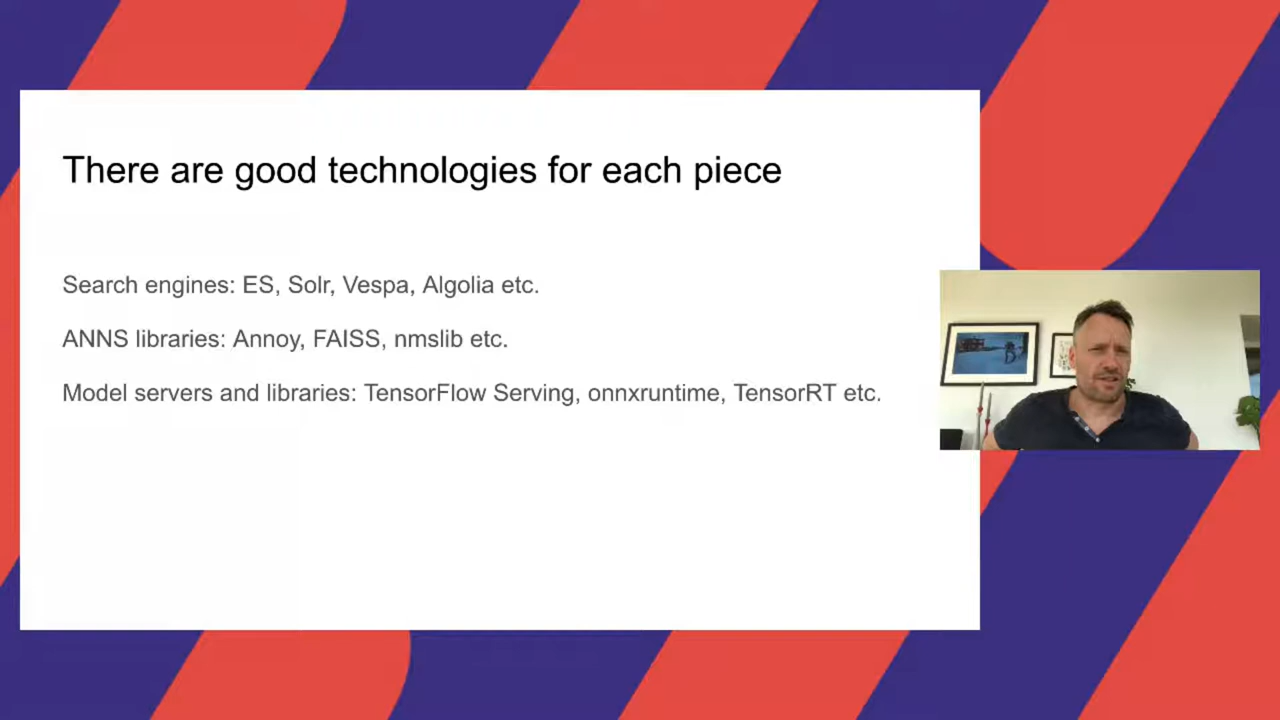 There are good technologies for each piece
Search engines: ES, Solr, Vespa, Algolia etc.
ANNS libraries: Annoy, FAISS, nmslib etc.
Model servers and libraries: TensorFlow Serving, onnxruntime, TensorRT etc.